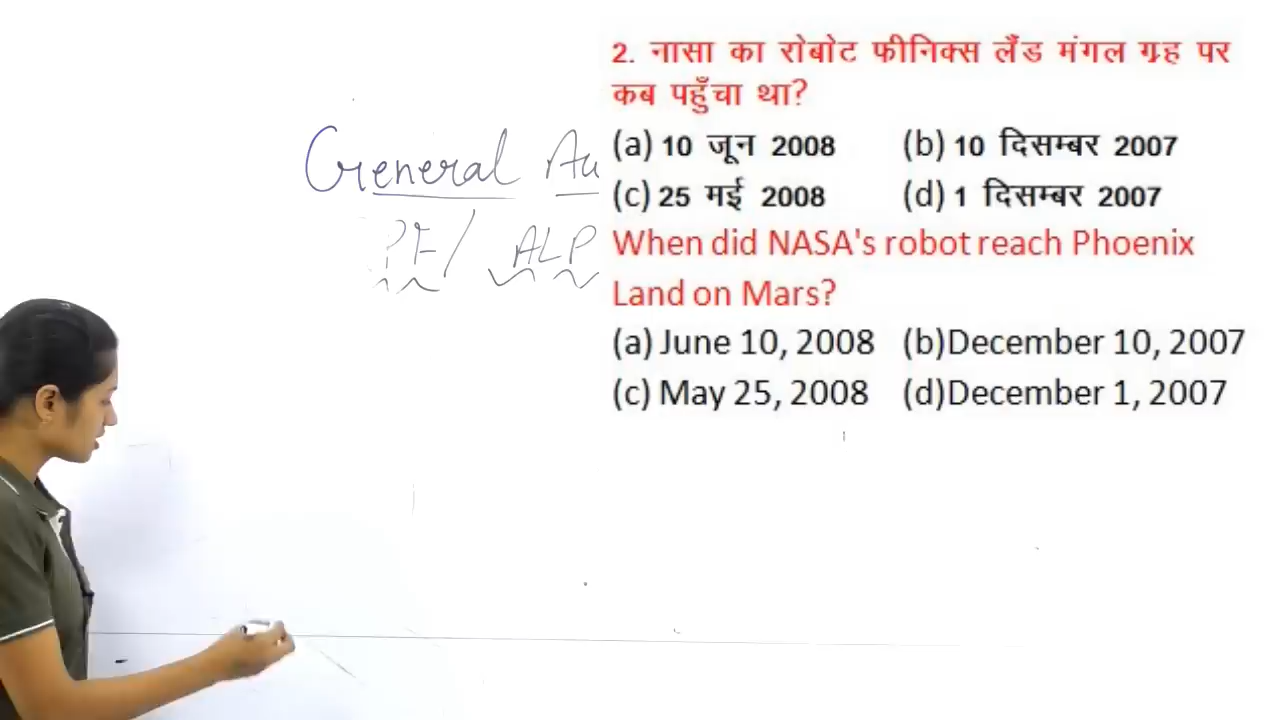 General
PF/ ALP
2. नासा का रोबोट फीनिक्स लैंड मंगल ग्रह पर
कब पहुँचा था?
(a) 10 जून 2008 (b) 10 दिसम्बर 2007
(c) 25 मई 2008 (d) 1 दिसम्बर 2007
When did NASA's robot reach Phoenix
Land on Mars?
(a) June 10, 2008 (b)December 10, 2007
(c) May 25, 2008 (d)December 1, 2007